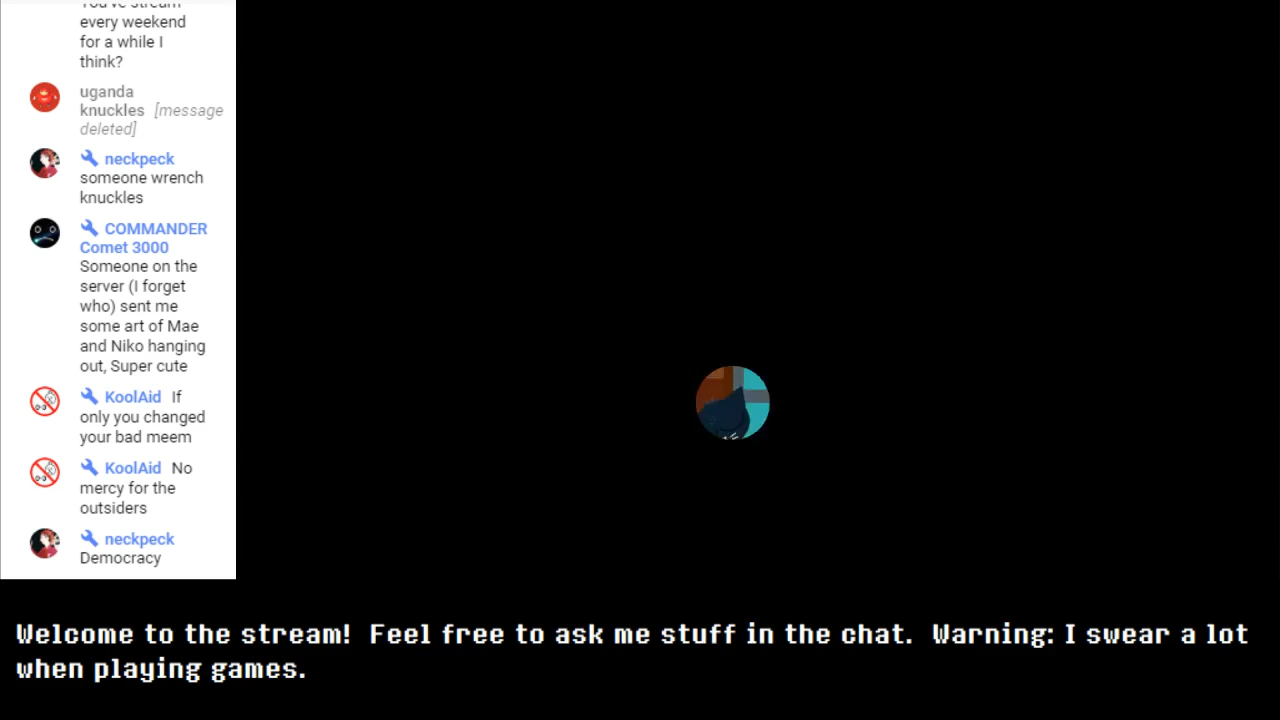 You've stream
every weekend
for a while I
think?
uganda
knuckles [message
deleted]
neckpeck
someone wrench
knuckles
COMMANDER
Comet 3000
Someone on the
server (I forget
who) sent me
some art of Mae
and Niko hanging
out, Super cute
KoolAid If
only you changed
your bad meem
KoolAid No
mercy for the
outsiders
neckpeck
Democracy
Welcome to the stream! Feel free to ask me stuff in the chat. Warning: I swear a lot
when playing games.